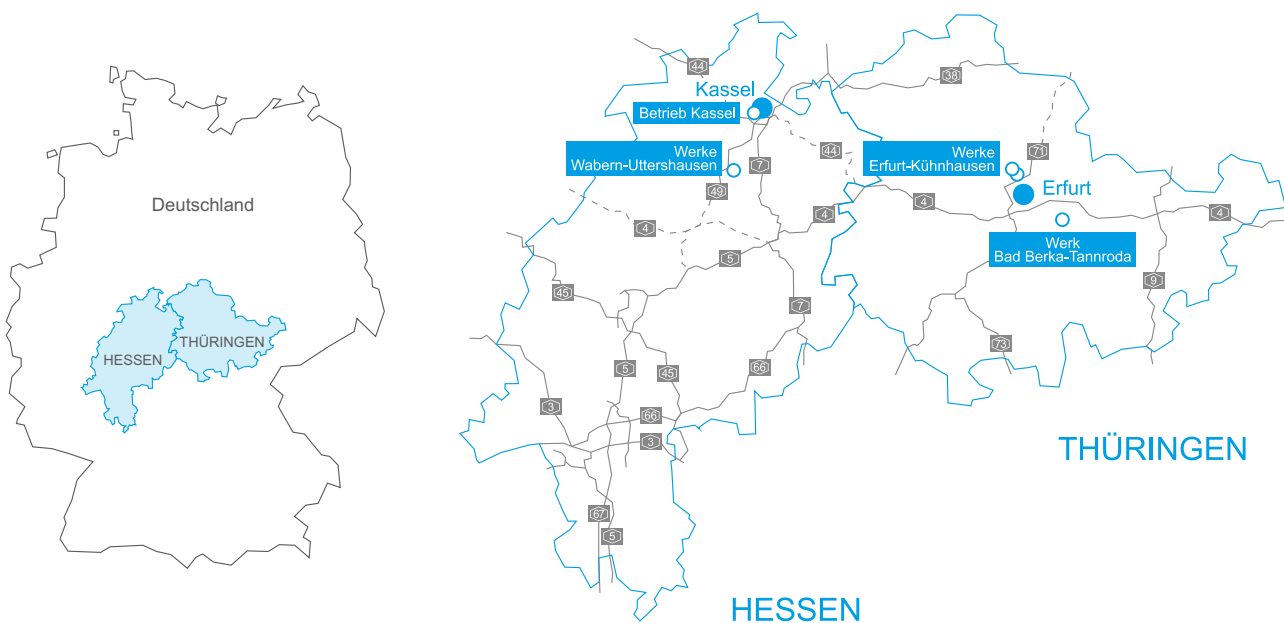 Deutschland
HESSEN
THÜRINGEN
44
38
Kassel
Betrieb Kassel
Werke
Wabern-Uttershausen
7
44
Werke
Erfurt-Kühnhausen
71
49
Erfurt
4
4
4
4
Werk
Bad Berka-Tannroda
5
9
45
7
73
5
45
66
3
66
3
67
5
THÜRINGEN
HESSEN